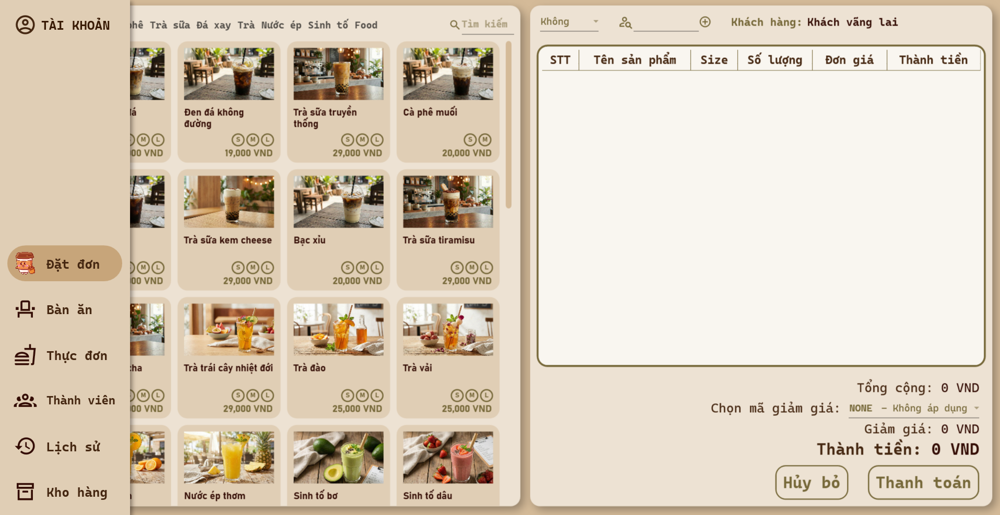 TÀI KHOẢN
Đặt đơn
Bàn ăn
Thực đơn
Thành viên
Lịch sử
Kho hàng
Trà sữa Đá xay Trà Nước ép Sinh tố Food
Tìm kiếm
Đen đá không
đường
S M L
19,000 VND
Trà sữa truyền
thống
S M L
29,000 VND
Cà phê muối
S M
20,000 VND
M L
VND
Trà sữa kem cheese
S M L
29,000 VND
Bạc xỉu
S M L
20,000 VND
Trà sữa tiramisu
S M L
29,000 VND
M L
VND
Trà trái cây nhiệt đới
S M L
29,000 VND
Trà đào
S M L
25,000 VND
Trà vải
S M L
25,000 VND
M L
VND
Nước ép thơm
Sinh tố bơ
Sinh tố dâu
Không
Khách hàng: Khách vãng lai
STT Tên sản phẩm Size Số lượng Đơn giá Thành tiền
Tổng cộng: 0 VND
Chọn mã giảm giá: NONE - Không áp dụng
Giảm giá: 0 VND
Thành tiền: 0 VND
Hủy bỏ
Thanh toán